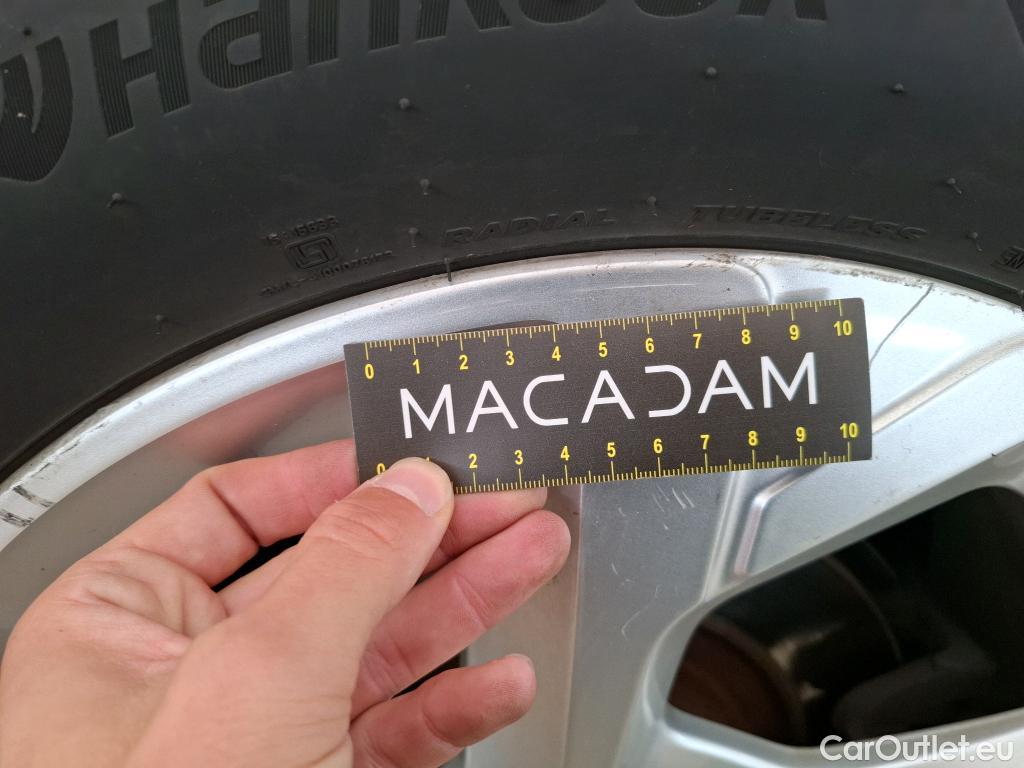 Hankook
RADIAL TUBELESS
0 1 2 3 4 5 6 7 8 9 10
MACADAM
0 1 2 3 4 5 6 7 8 9 10
CarOutlet.eu